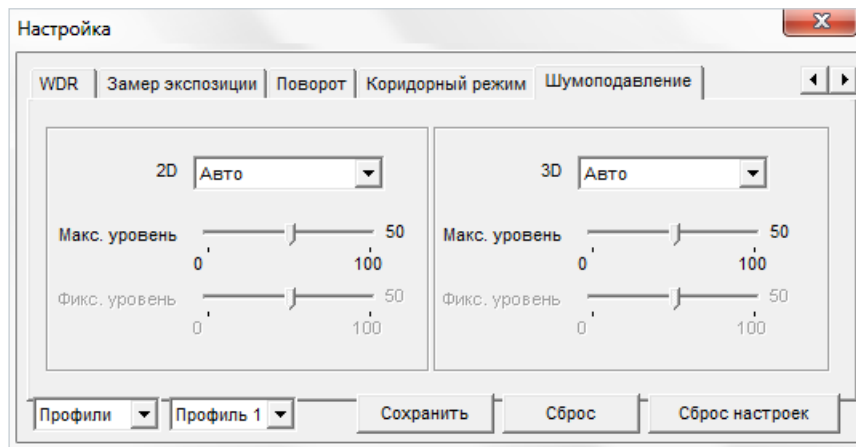 Настройка
WDR Замер экспозиции Поворот Коридорный режим Шумоподавление
2D Авто
Макс. уровень 50
0 100
Фикс. уровень 50
0 100
3D Авто
Макс. уровень 50
0 100
Фикс. уровень 50
0 100
Профили Профиль 1 Сохранить Сброс Сброс настроек